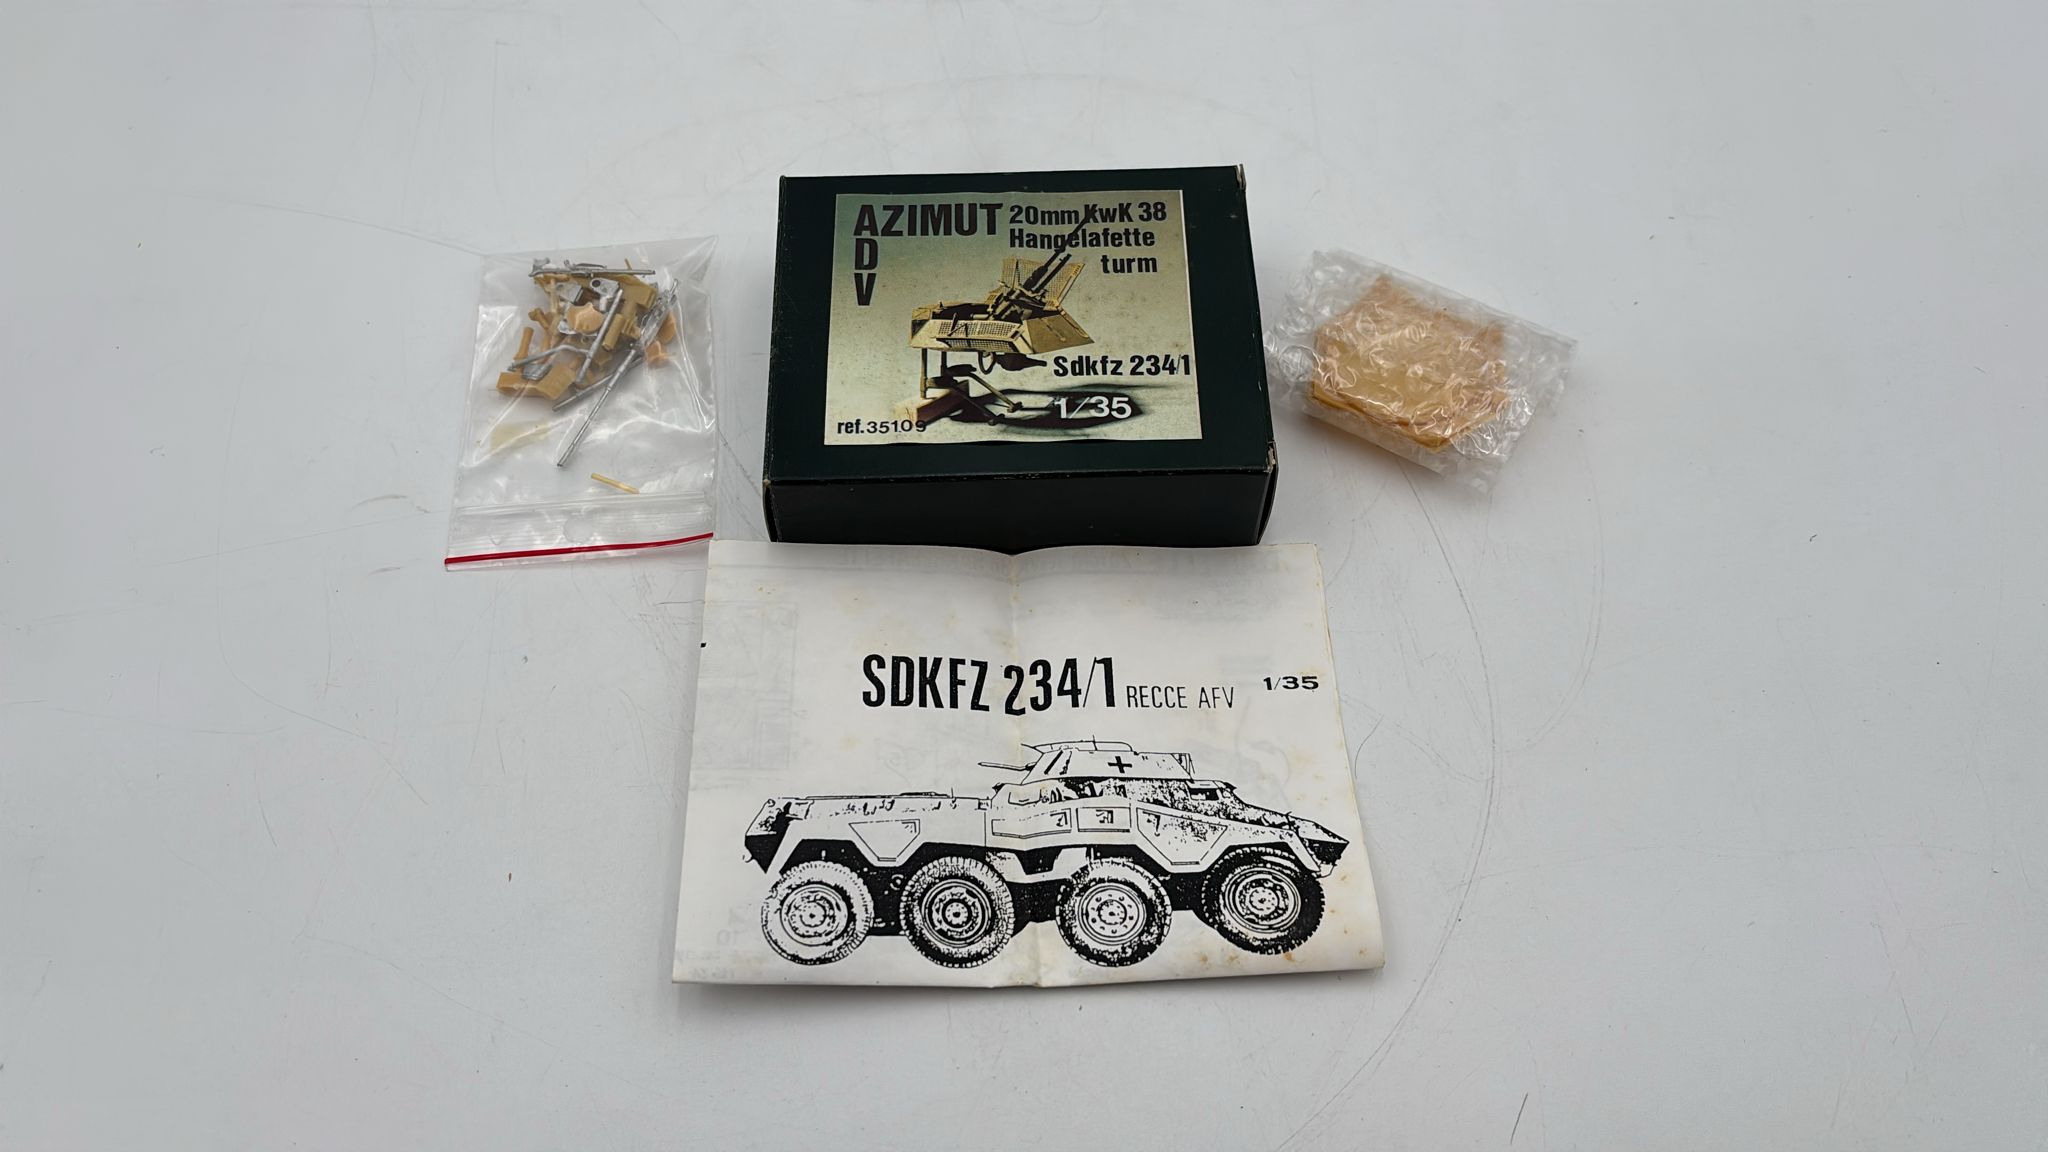 AZIMUT
ADV
20mm KwK 38
Hangelafette
turm
Sdkfz 234/1
1/35
ref.35109
SDKFZ 234/1 RECCE AFV 1/35